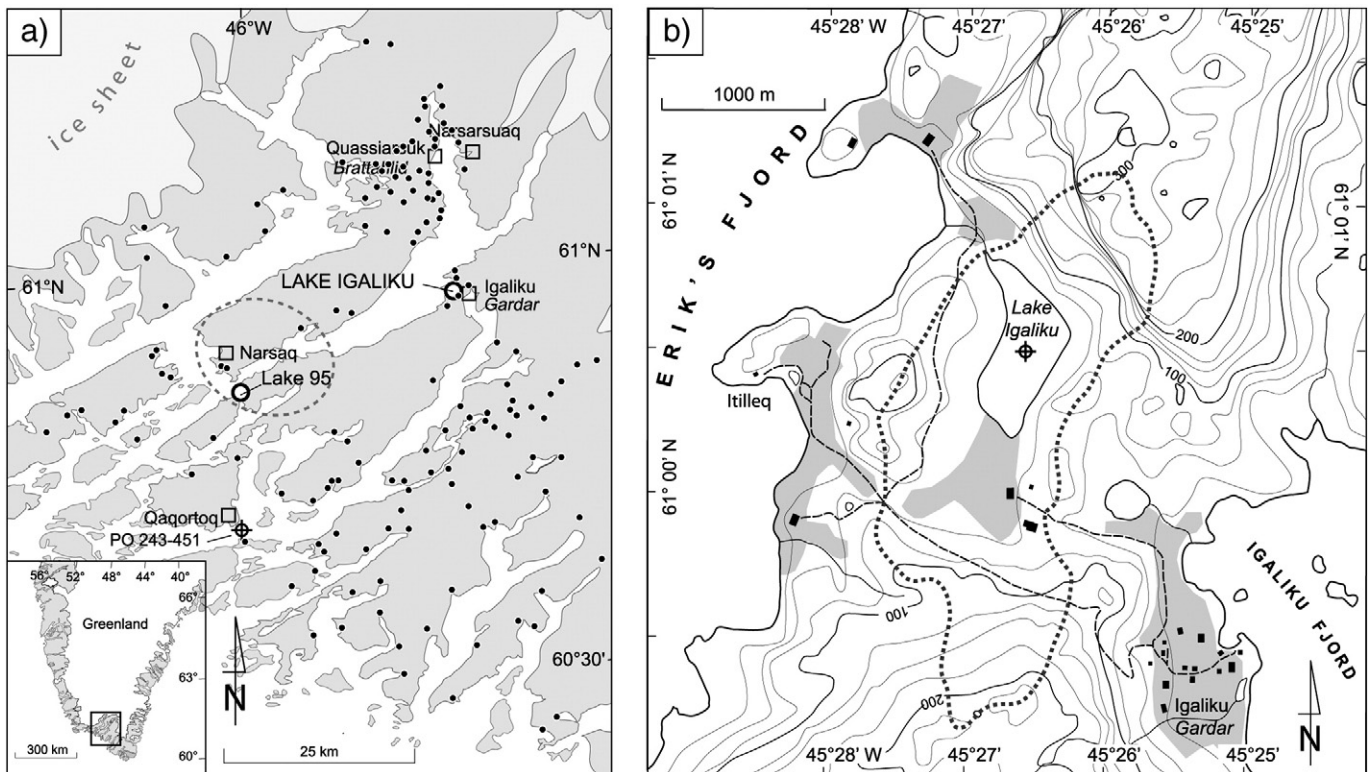 a)
46°W
ice sheet
Narsarsuaq
Quassiarsuk
Brattahlid
61°N
LAKE IGALIKU
61°N
Igaliku
Gardar
Narsaq
Lake 95
Qaqortoq
PO 243-451
60°30'
N
25 km
56°
52°
48°
44°
40°
66°
Greenland
63°
60°
300 km
b)
45°28' W
45°27'
45°26'
45°25'
1000 m
ERIK'S FJORD
61° 01' N
300
61° 01' N
Lake
Igaliku
200
100
Itilleq
61° 00' N
IGALIKU FJORD
100
200
Igaliku
Gardar
N
45°28' W
45°27'
45°26'
45°25'